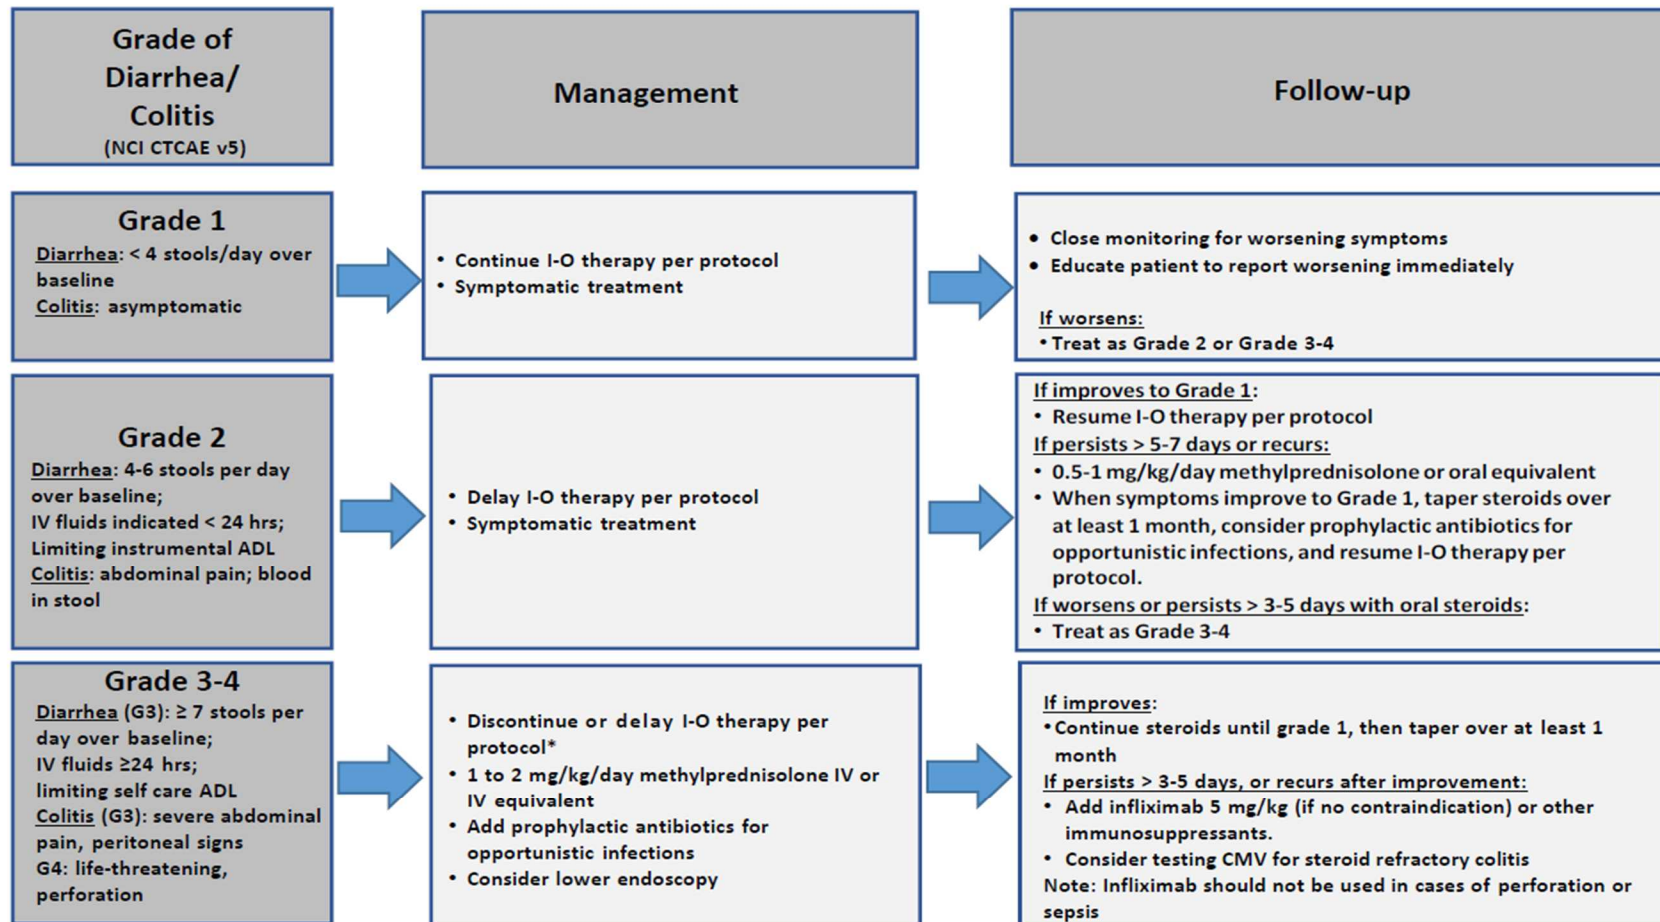 Grade of
Diarrhea/
Colitis
(NCI CTCAE v5)
Management
Follow-up
Grade 1
Diarrhea: < 4 stools/day over
baseline
Colitis: asymptomatic
• Continue I-O therapy per protocol
• Symptomatic treatment
• Close monitoring for worsening symptoms
• Educate patient to report worsening immediately
If worsens:
• Treat as Grade 2 or Grade 3-4
Grade 2
Diarrhea: 4-6 stools per day
over baseline;
IV fluids indicated < 24 hrs;
Limiting instrumental ADL
Colitis: abdominal pain; blood
in stool
• Delay I-O therapy per protocol
• Symptomatic treatment
If improves to Grade 1:
• Resume I-O therapy per protocol
If persists > 5-7 days or recurs:
• 0.5-1 mg/kg/day methylprednisolone or oral equivalent
• When symptoms improve to Grade 1, taper steroids over
at least 1 month, consider prophylactic antibiotics for
opportunistic infections, and resume I-O therapy per
protocol.
If worsens or persists > 3-5 days with oral steroids:
• Treat as Grade 3-4
Grade 3-4
Diarrhea (G3): ≥ 7 stools per
day over baseline;
IV fluids ≥24 hrs;
limiting self care ADL
Colitis (G3): severe abdominal
pain, peritoneal signs
G4: life-threatening,
perforation
• Discontinue or delay I-O therapy per
protocol*
• 1 to 2 mg/kg/day methylprednisolone IV or
IV equivalent
• Add prophylactic antibiotics for
opportunistic infections
• Consider lower endoscopy
If improves:
• Continue steroids until grade 1, then taper over at least 1
month
If persists > 3-5 days, or recurs after improvement:
• Add infliximab 5 mg/kg (if no contraindication) or other
immunosuppressants.
• Consider testing CMV for steroid refractory colitis
Note: Infliximab should not be used in cases of perforation or
sepsis